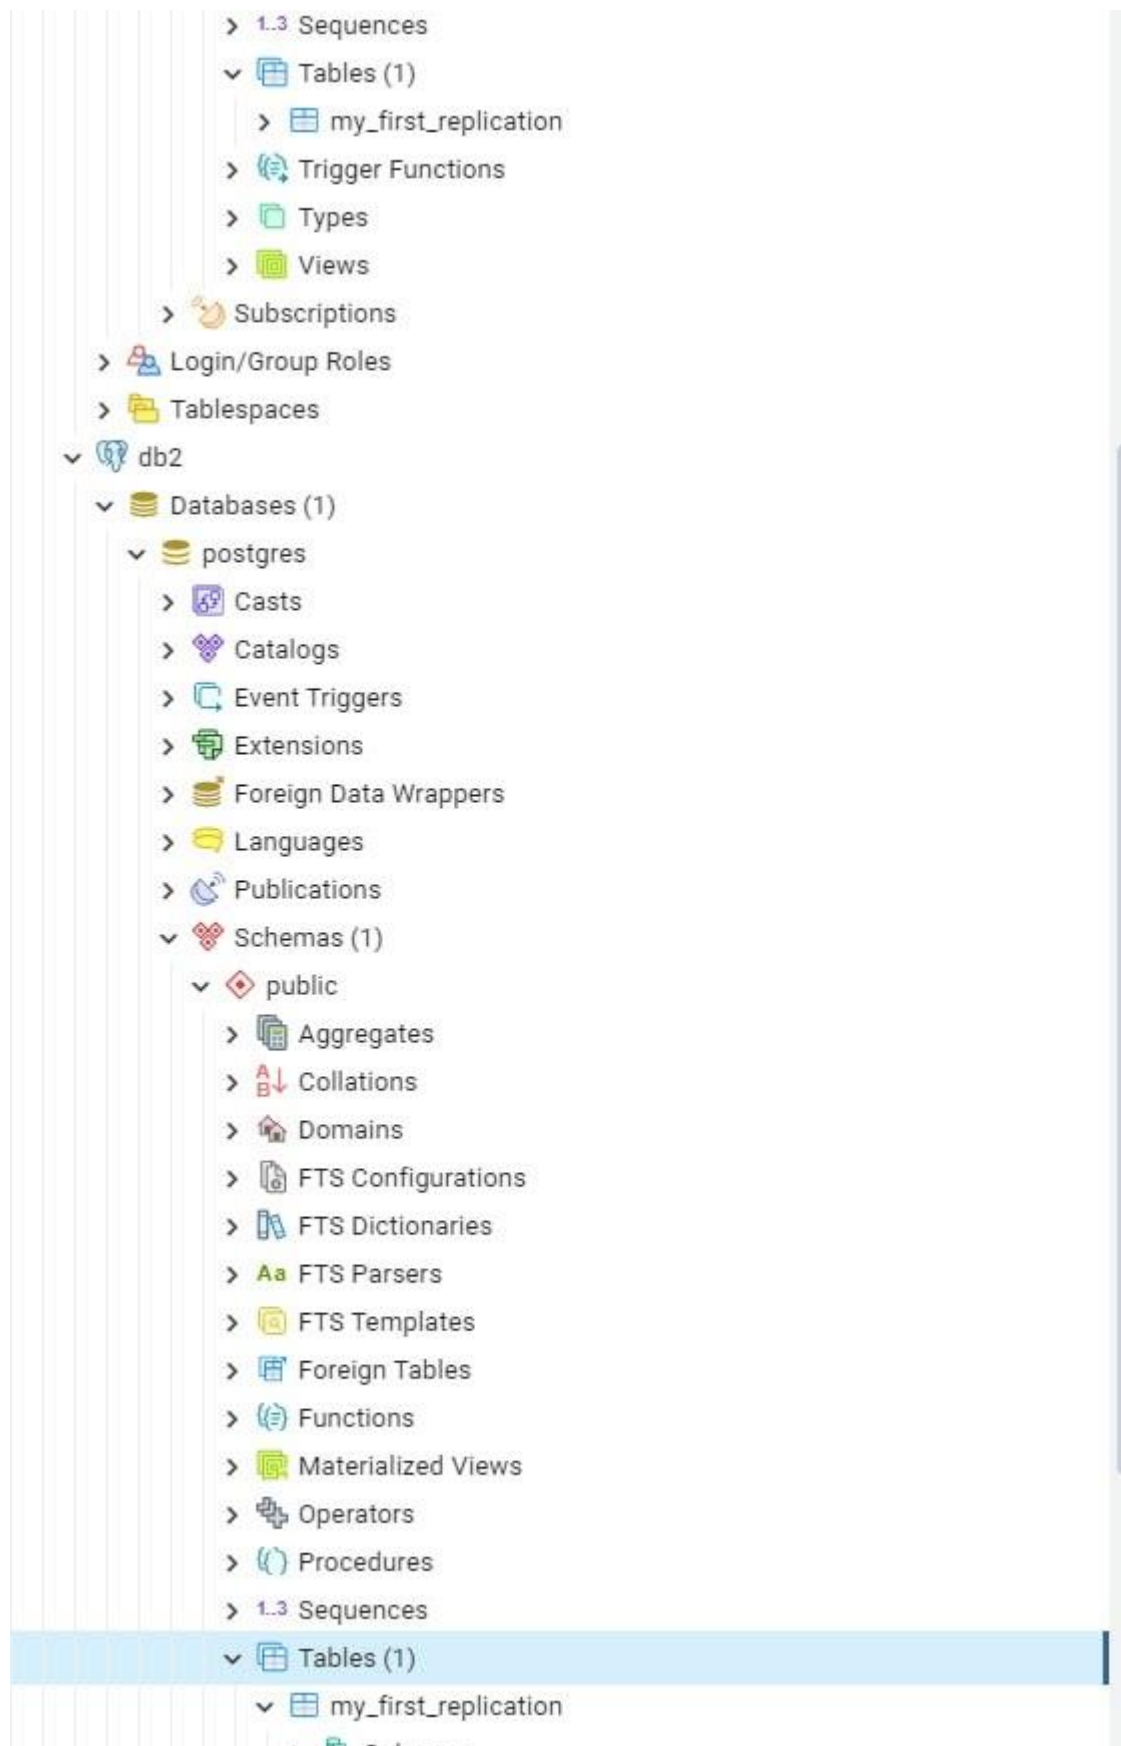 1..3 Sequences
Tables (1)
my_first_replication
Trigger Functions
Types
Views
Subscriptions
Login/Group Roles
Tablespaces
db2
Databases (1)
postgres
Casts
Catalogs
Event Triggers
Extensions
Foreign Data Wrappers
Languages
Publications
Schemas (1)
public
Aggregates
Collations
Domains
FTS Configurations
FTS Dictionaries
Aa FTS Parsers
FTS Templates
Foreign Tables
Functions
Materialized Views
Operators
Procedures
1..3 Sequences
Tables (1)
my_first_replication